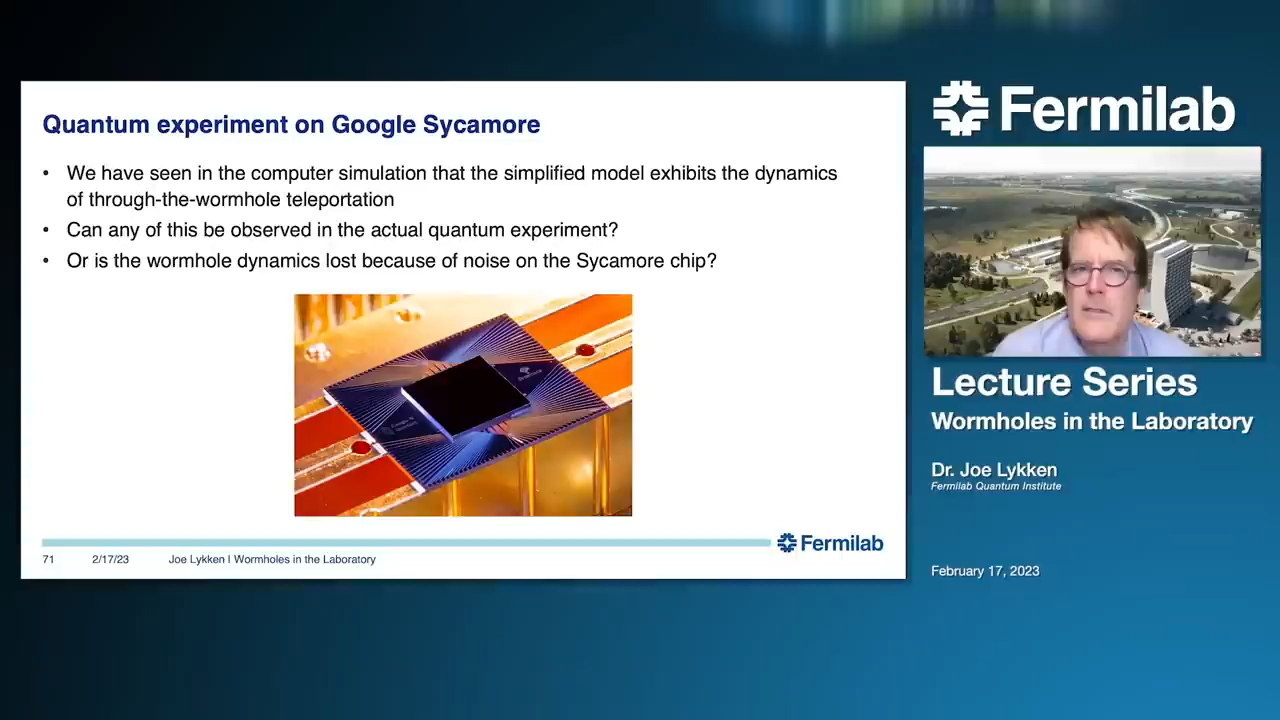 Quantum experiment on Google Sycamore
• We have seen in the computer simulation that the simplified model exhibits the dynamics
of through-the-wormhole teleportation
• Can any of this be observed in the actual quantum experiment?
• Or is the wormhole dynamics lost because of noise on the Sycamore chip?
71 2/17/23 Joe Lykken | Wormholes in the Laboratory
Fermilab
Fermilab
Lecture Series
Wormholes in the Laboratory
Dr. Joe Lykken
Fermilab Quantum Institute
February 17, 2023